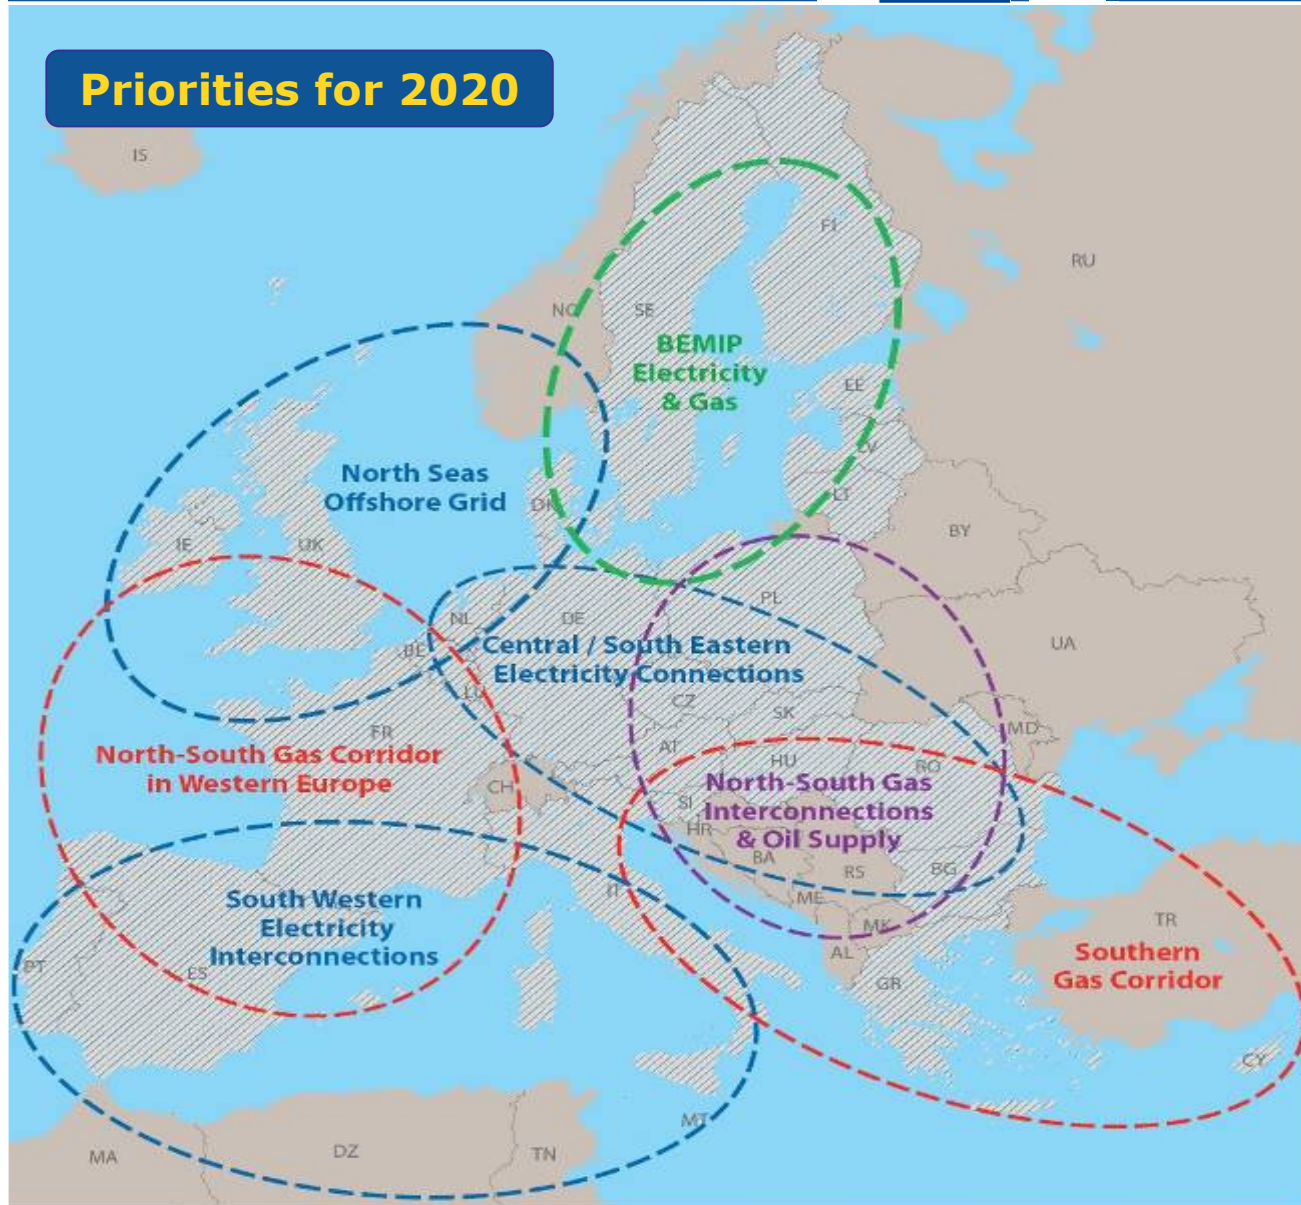 Priorities for 2020
IS
FI
RU
NO
SE
BEMIP
Electricity
& Gas
EE
LV
North Seas
Offshore Grid
LT
DK
BY
IE
UK
PL
NL
DE
UA
Central / South Eastern
Electricity Connections
BE
LU
CZ
SK
FR
MD
AT
North-South Gas Corridor
in Western Europe
HU
RO
CH
North-South Gas
Interconnections
& Oil Supply
SI
HR
BA
RS
BG
IT
ME
South Western
Electricity
Interconnections
MK
TR
AL
Southern
Gas Corridor
PT
ES
GR
CY
MT
MA
DZ
TN